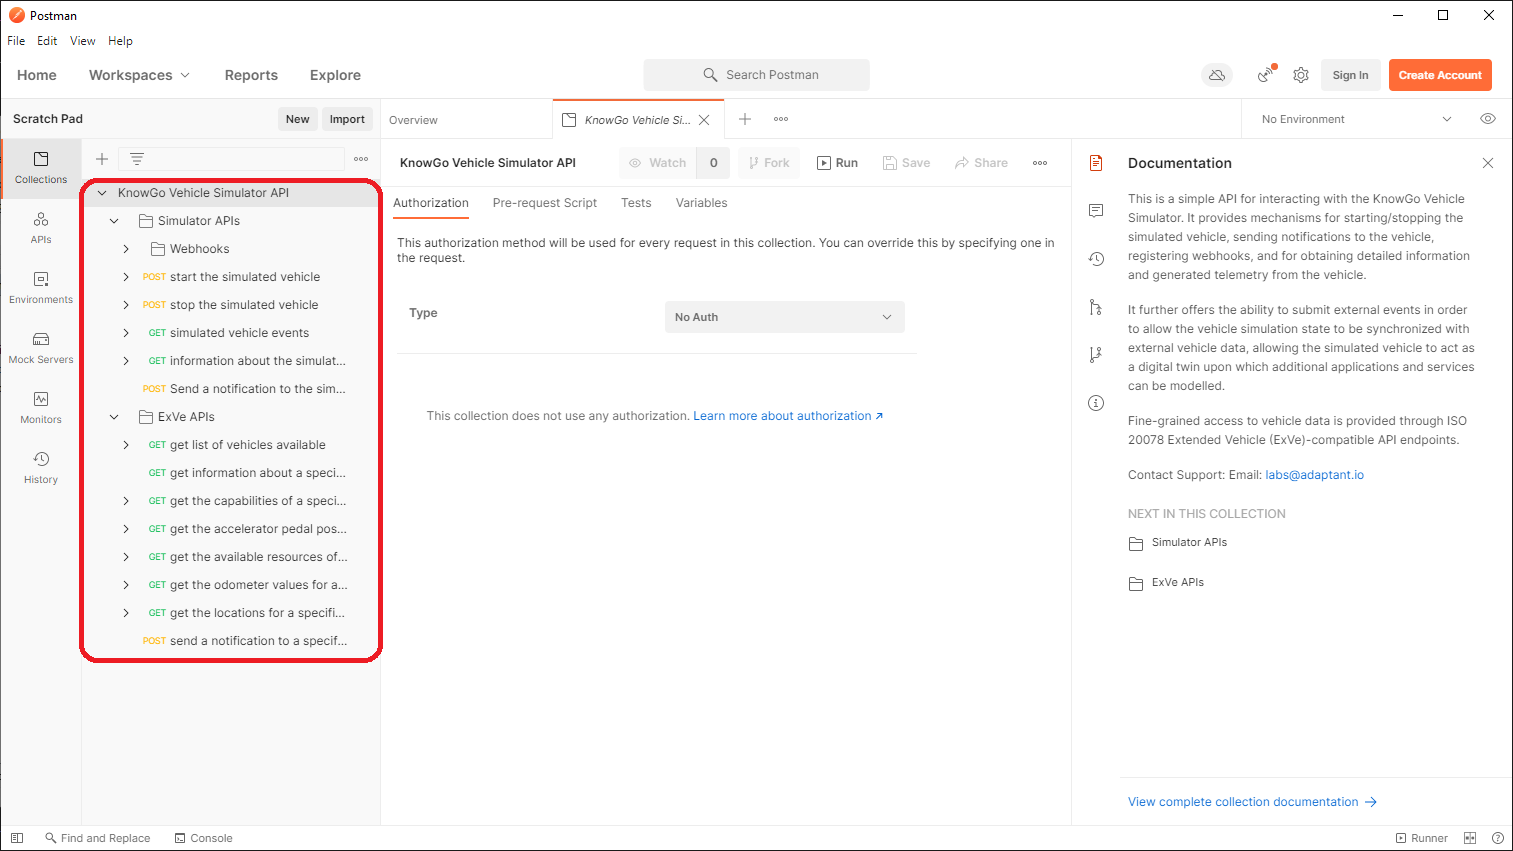 Postman
File Edit View Help
Home Workspaces Reports Explore
Search Postman
Sign In
Create Account
Scratch Pad
New
Import
Overview
KnowGo Vehicle Si...
No Environment
Collections
APIs
Environments
Mock Servers
Monitors
History
KnowGo Vehicle Simulator API
Simulator APIs
Webhooks
POST start the simulated vehicle
POST stop the simulated vehicle
GET simulated vehicle events
GET information about the simulat...
POST Send a notification to the sim...
ExVe APIs
GET get list of vehicles available
GET get information about a speci...
GET get the capabilities of a speci...
GET get the accelerator pedal pos...
GET get the available resources of...
GET get the odometer values for a...
GET get the locations for a specifi...
POST send a notification to a specif...
KnowGo Vehicle Simulator API
Watch 0
Fork
Run
Save
Share
Authorization Pre-request Script Tests Variables
This authorization method will be used for every request in this collection. You can override this by specifying one in
the request.
Type
No Auth
This collection does not use any authorization. Learn more about authorization ↗
Documentation
This is a simple API for interacting with the KnowGo Vehicle
Simulator. It provides mechanisms for starting/stopping the
simulated vehicle, sending notifications to the vehicle,
registering webhooks, and for obtaining detailed information
and generated telemetry from the vehicle.
It further offers the ability to submit external events in order
to allow the vehicle simulation state to be synchronized with
external vehicle data, allowing the simulated vehicle to act as
a digital twin upon which additional applications and services
can be modelled.
Fine-grained access to vehicle data is provided through ISO
20078 Extended Vehicle (ExVe)-compatible API endpoints.
Contact Support: Email: labs@adaptant.io
NEXT IN THIS COLLECTION
Simulator APIs
ExVe APIs
View complete collection documentation →
Find and Replace
Console
Runner